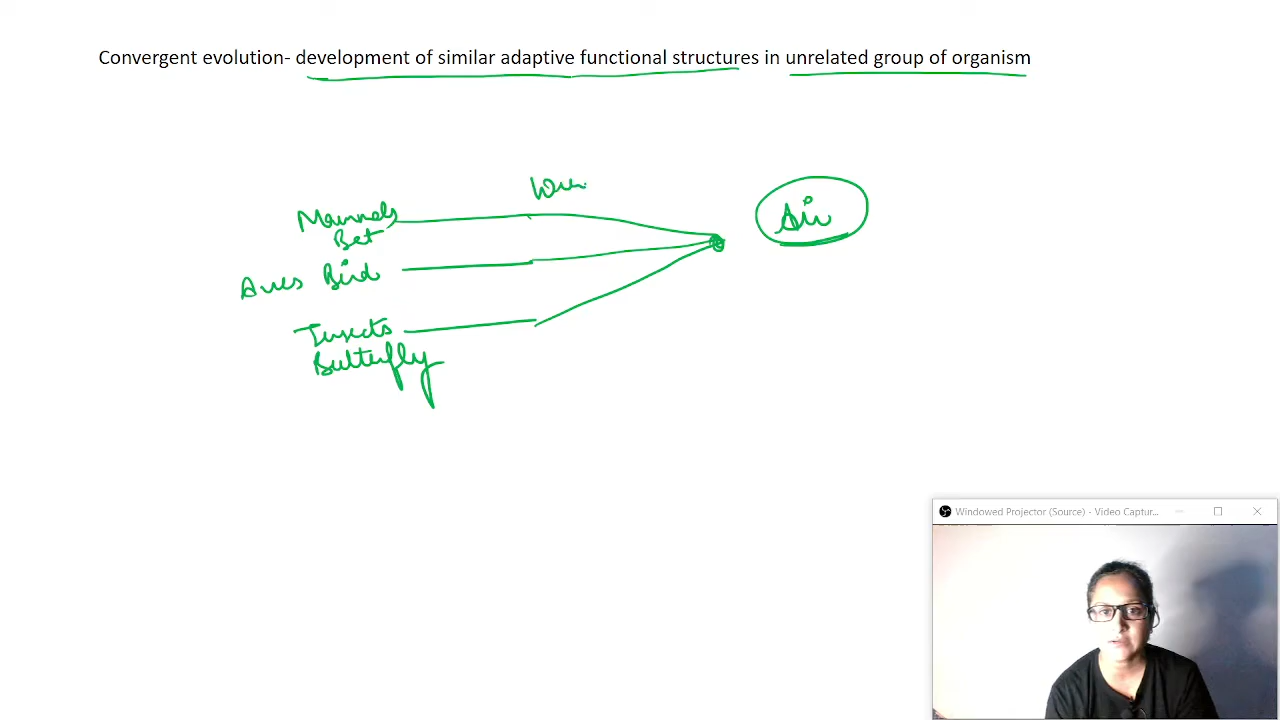 Convergent evolution- development of similar adaptive functional structures in unrelated group of organism
Air
Mammals
Bat
Aves Bird
Insects
Butterfly
Windowed Projector (Source) - Video Captur...